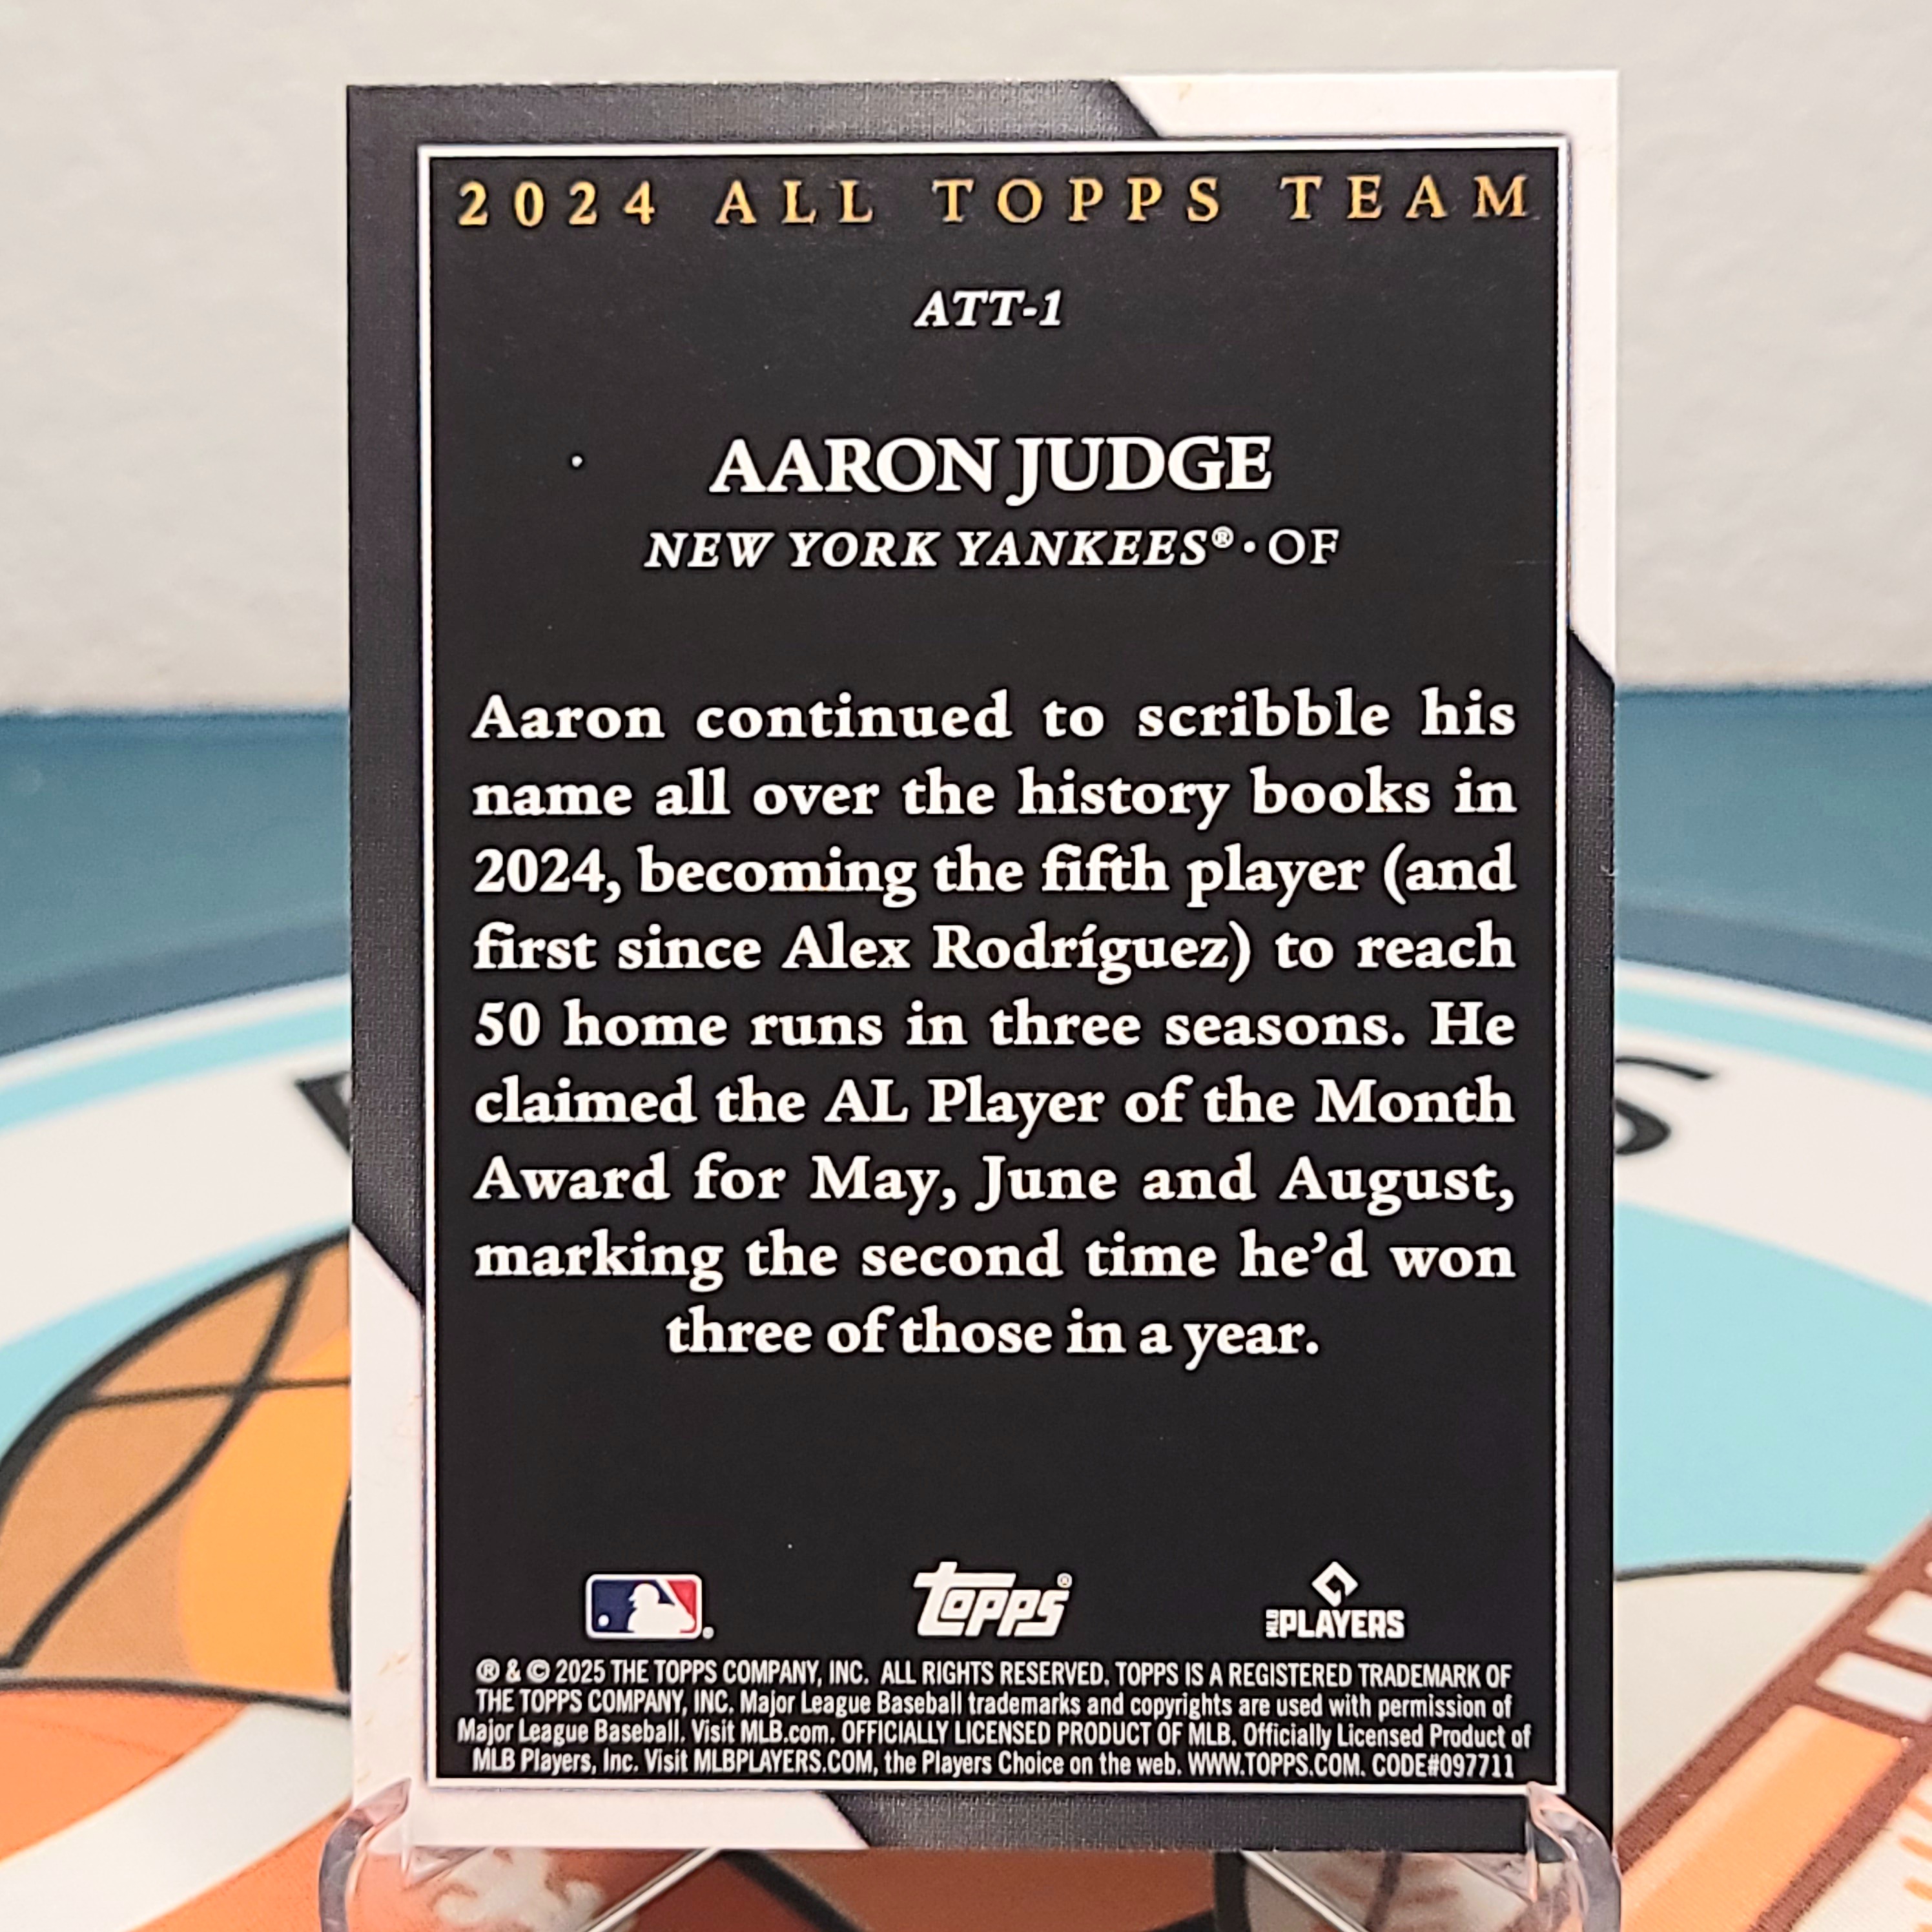 2024 ALL TOPPS TEAM
ATT-1
AARON JUDGE
NEW YORK YANKEES® • OF
Aaron continued to scribble his
name all over the history books in
2024, becoming the fifth player (and
first since Alex Rodríguez) to reach
50 home runs in three seasons. He
claimed the AL Player of the Month
Award for May, June and August,
marking the second time he'd won
three of those in a year.
topps®
MLB PLAYERS
® & © 2025 THE TOPPS COMPANY, INC. ALL RIGHTS RESERVED. TOPPS IS A REGISTERED TRADEMARK OF
THE TOPPS COMPANY, INC. Major League Baseball trademarks and copyrights are used with permission of
Major League Baseball. Visit MLB.com. OFFICIALLY LICENSED PRODUCT OF MLB. Officially Licensed Product of
MLB Players, Inc. Visit MLBPLAYERS.COM, the Players Choice on the web. WWW.TOPPS.COM. CODE#097711